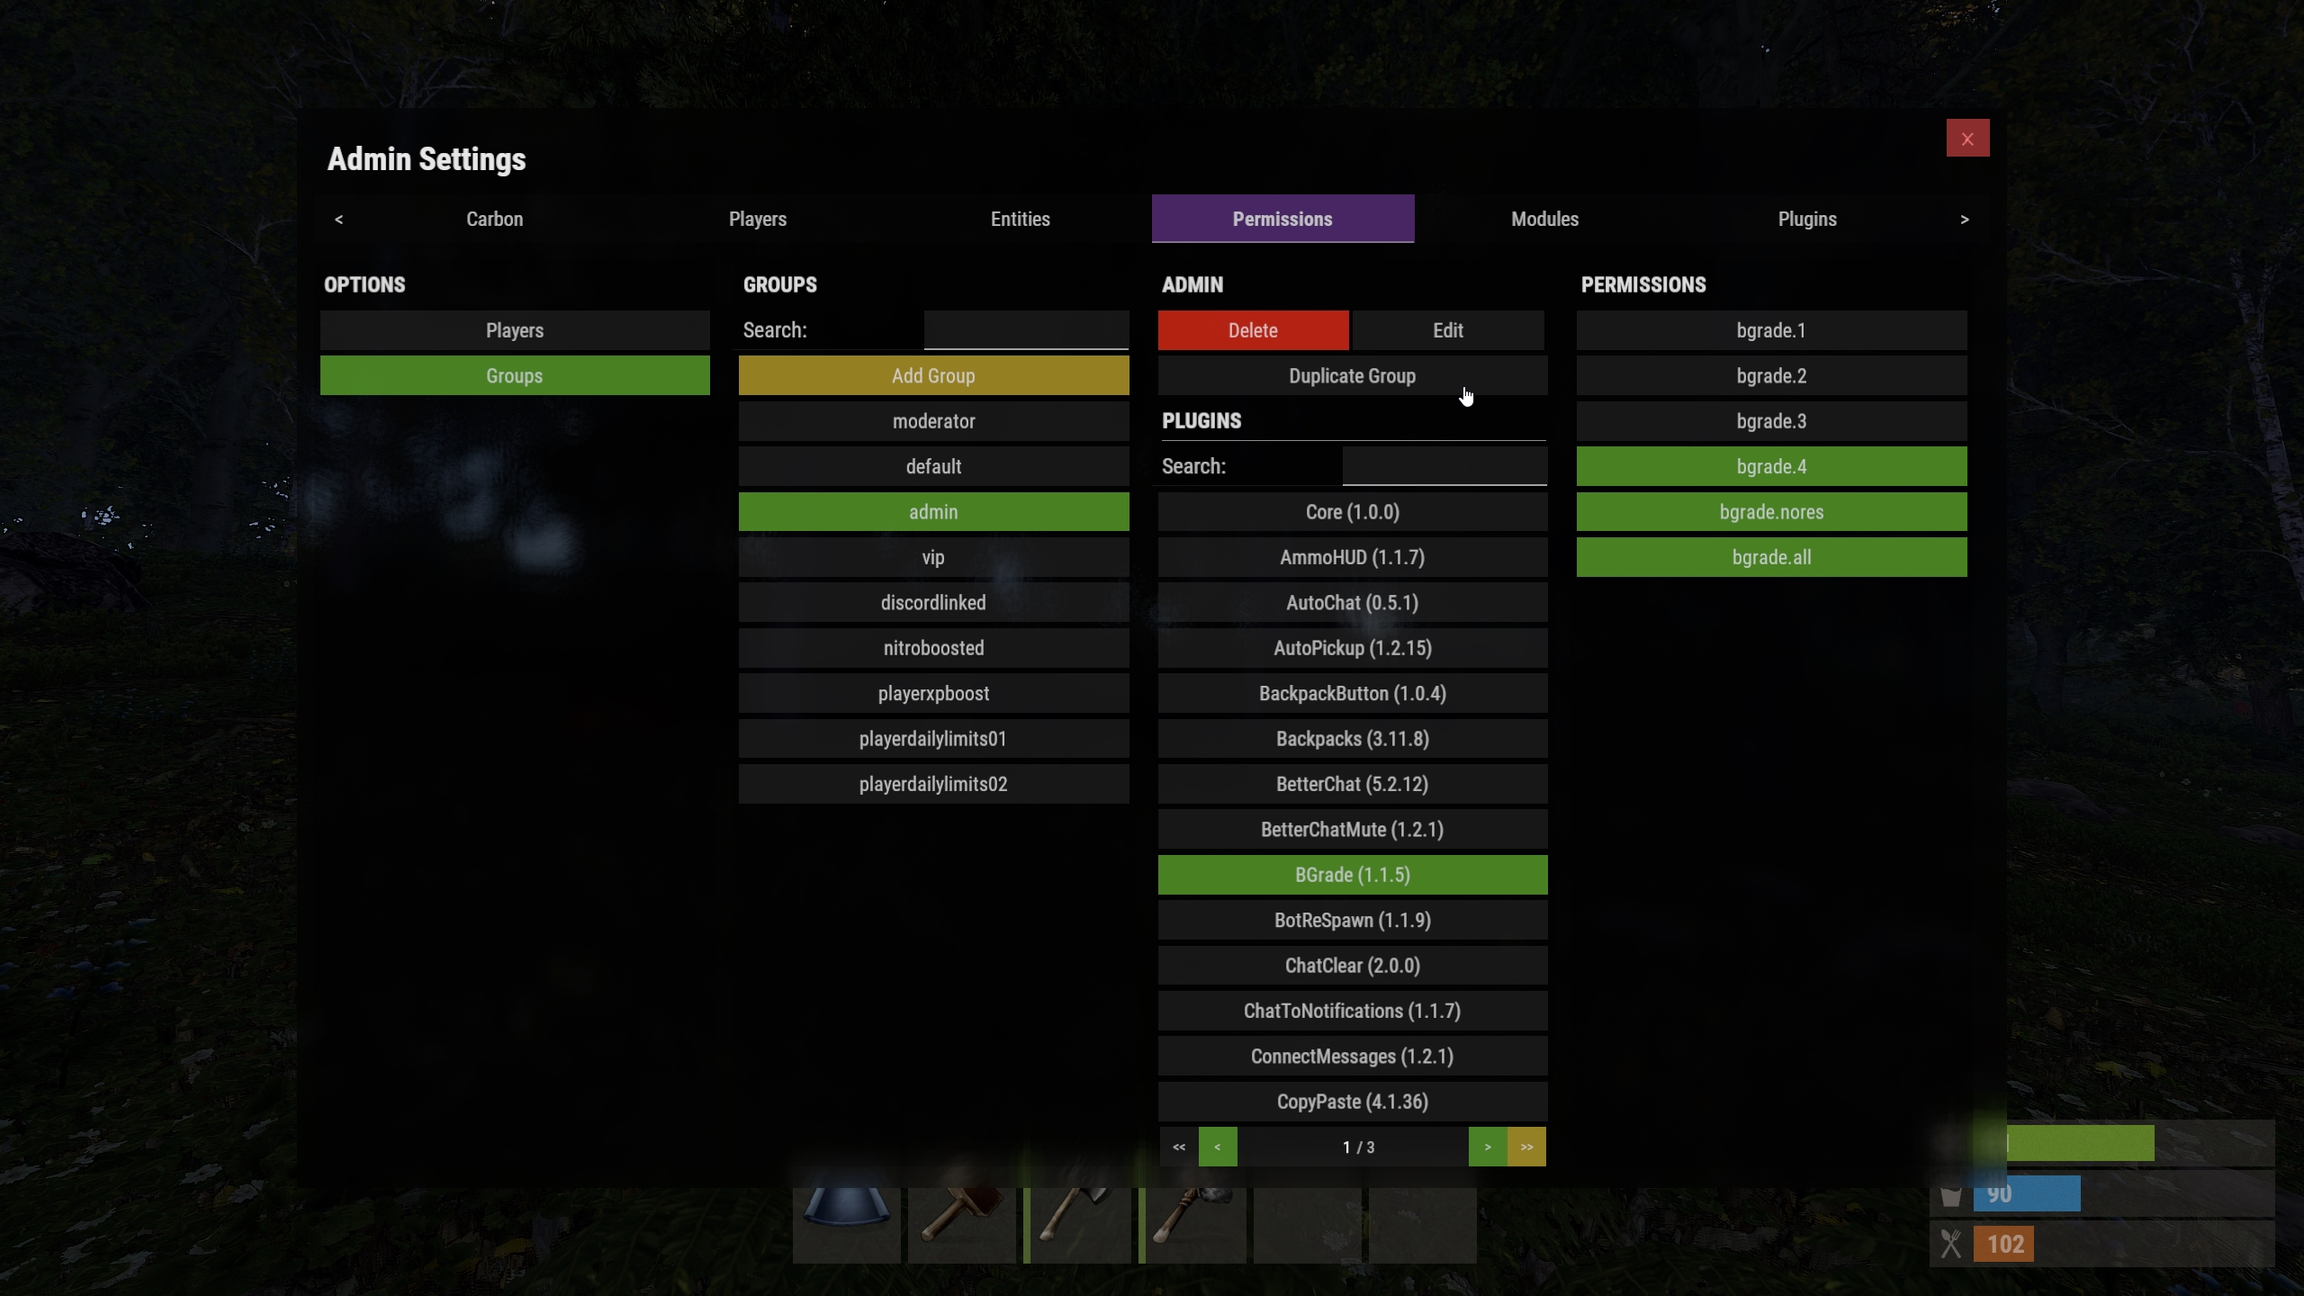 Admin Settings
X
<
Carbon
Players
Entities
Permissions
Modules
Plugins
>
OPTIONS
Players
Groups
GROUPS
Search:
Add Group
moderator
default
admin
vip
discordlinked
nitroboosted
playerxpboost
playerdailylimits01
playerdailylimits02
ADMIN
Delete
Edit
Duplicate Group
PLUGINS
Search:
Core (1.0.0)
AmmoHUD (1.1.7)
AutoChat (0.5.1)
AutoPickup (1.2.15)
BackpackButton (1.0.4)
Backpacks (3.11.8)
BetterChat (5.2.12)
BetterChatMute (1.2.1)
BGrade (1.1.5)
BotReSpawn (1.1.9)
ChatClear (2.0.0)
ChatToNotifications (1.1.7)
ConnectMessages (1.2.1)
CopyPaste (4.1.36)
<<
<
1 / 3
>
>>
PERMISSIONS
bgrade.1
bgrade.2
bgrade.3
bgrade.4
bgrade.nores
bgrade.all
90
102